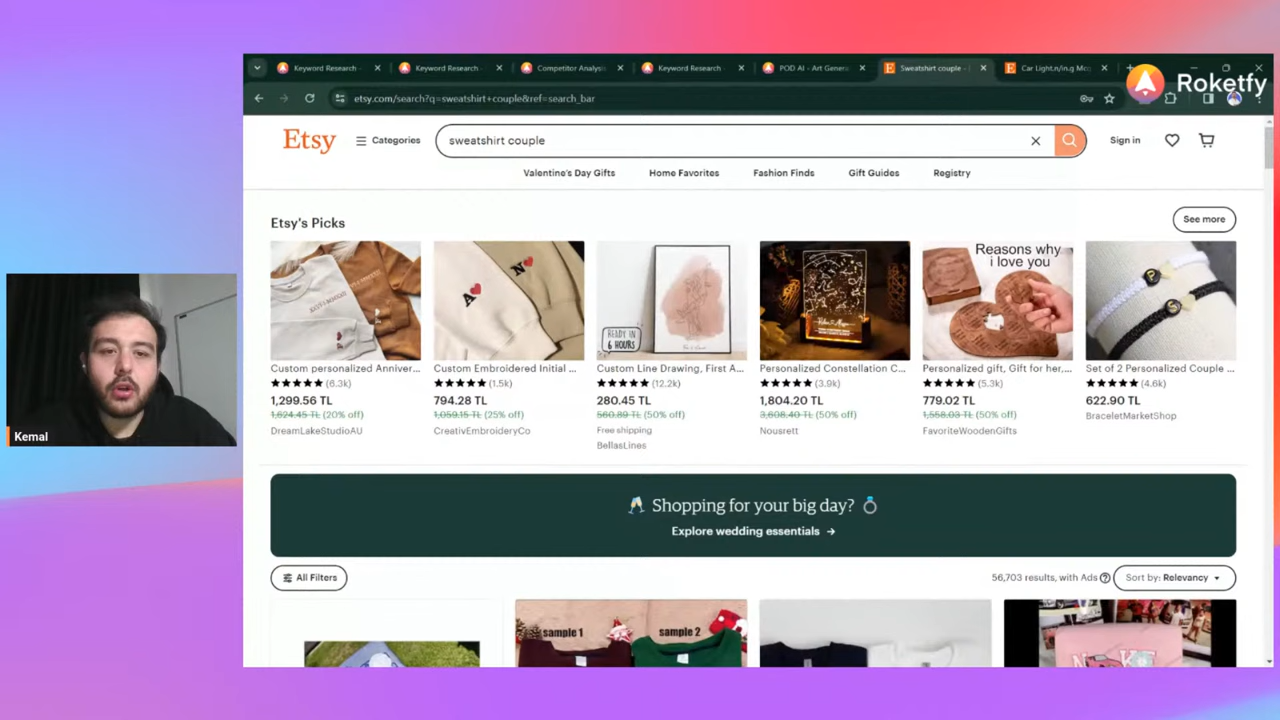 Keyword Research -
Keyword Research -
Competitor Analysis
Keyword Research -
POD AI - Art Genera
Sweatshirt couple - |
Car Light.n/in.g Mo
Roketfy
etsy.com/search?q=sweatshirt+couple&ref=search_bar
Etsy
Categories
sweatshirt couple
Sign in
Valentine's Day Gifts
Home Favorites
Fashion Finds
Gift Guides
Registry
Etsy's Picks
See more
READY IN
6 HOURS
Reasons why
i love you
Custom personalized Anniver...
(6.3k)
1,299.56 TL
1,624.45 TL (20% off)
DreamLakeStudioAU
Custom Embroidered Initial ...
(1.5k)
794.28 TL
1,059.15 TL (25% off)
CreativEmbroideryCo
Custom Line Drawing, First A...
(12.2k)
280.45 TL
560.89 TL (50% off)
Free shipping
BellasLines
Personalized Constellation C...
(3.9k)
1,804.20 TL
3,608.40 TL (50% off)
Nousrett
Personalized gift, Gift for her,...
(5.3k)
779.02 TL
1,558.03 TL (50% off)
FavoriteWoodenGifts
Set of 2 Personalized Couple ...
(4.6k)
622.90 TL
BraceletMarketShop
Kemal
Shopping for your big day?
Explore wedding essentials →
All Filters
56,703 results, with Ads
Sort by: Relevancy
sample 1
sample 2